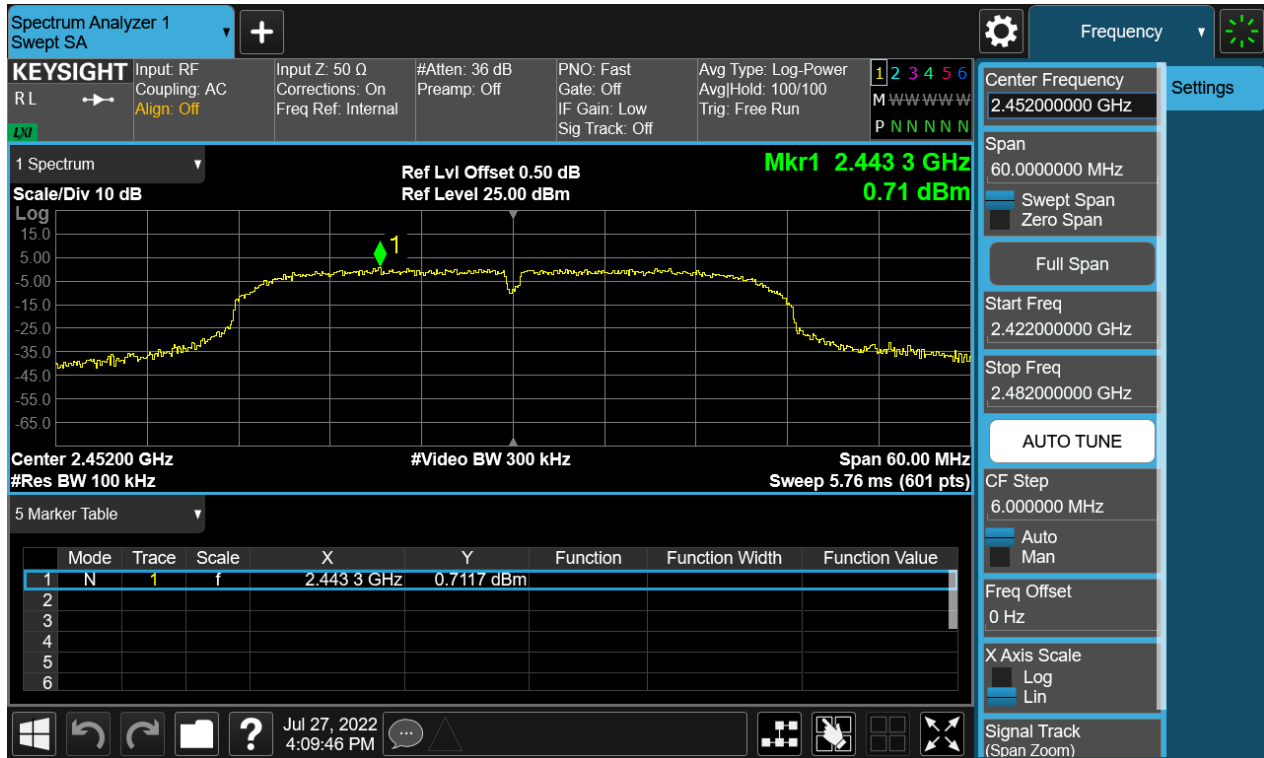 Spectrum Analyzer 1
Swept SA
+
Frequency
KEYSIGHT
RL
LXI
Input: RF
Coupling: AC
Align: Off
Input Z: 50 Ω
Corrections: On
Freq Ref: Internal
#Atten: 36 dB
Preamp: Off
PNO: Fast
Gate: Off
IF Gain: Low
Sig Track: Off
Avg Type: Log-Power
Avg|Hold: 100/100
Trig: Free Run
1 2 3 4 5 6
M W W W W W
P N N N N N
1 Spectrum
Scale/Div 10 dB
Ref Lvl Offset 0.50 dB
Ref Level 25.00 dBm
Mkr1 2.443 3 GHz
0.71 dBm
Log
15.0
5.00
-5.00
-15.0
-25.0
-35.0
-45.0
-55.0
-65.0
1
Center 2.45200 GHz
#Res BW 100 kHz
#Video BW 300 kHz
Span 60.00 MHz
Sweep 5.76 ms (601 pts)
5 Marker Table
Mode Trace Scale X Y Function Function Width Function Value
1 N 1 f 2.443 3 GHz 0.7117 dBm
2
3
4
5
6
Jul 27, 2022
4:09:46 PM
?
Center Frequency
2.452000000 GHz
Settings
Span
60.0000000 MHz
Swept Span
Zero Span
Full Span
Start Freq
2.422000000 GHz
Stop Freq
2.482000000 GHz
AUTO TUNE
CF Step
6.000000 MHz
Auto
Man
Freq Offset
0 Hz
X Axis Scale
Log
Lin
Signal Track
(Span Zoom)